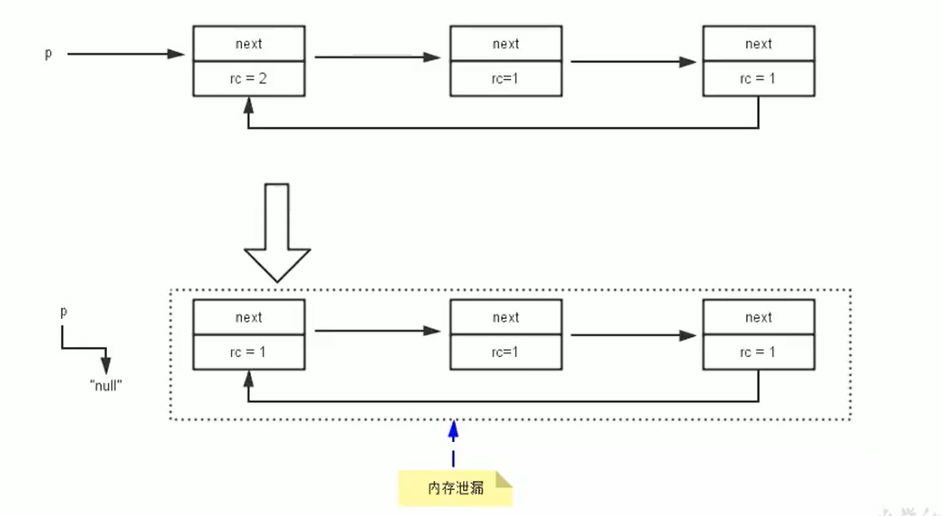 p
next
next
next
rc = 2
rc=1
rc = 1
p
next
next
next
rc = 1
rc=1
rc = 1
"null"
内存泄漏